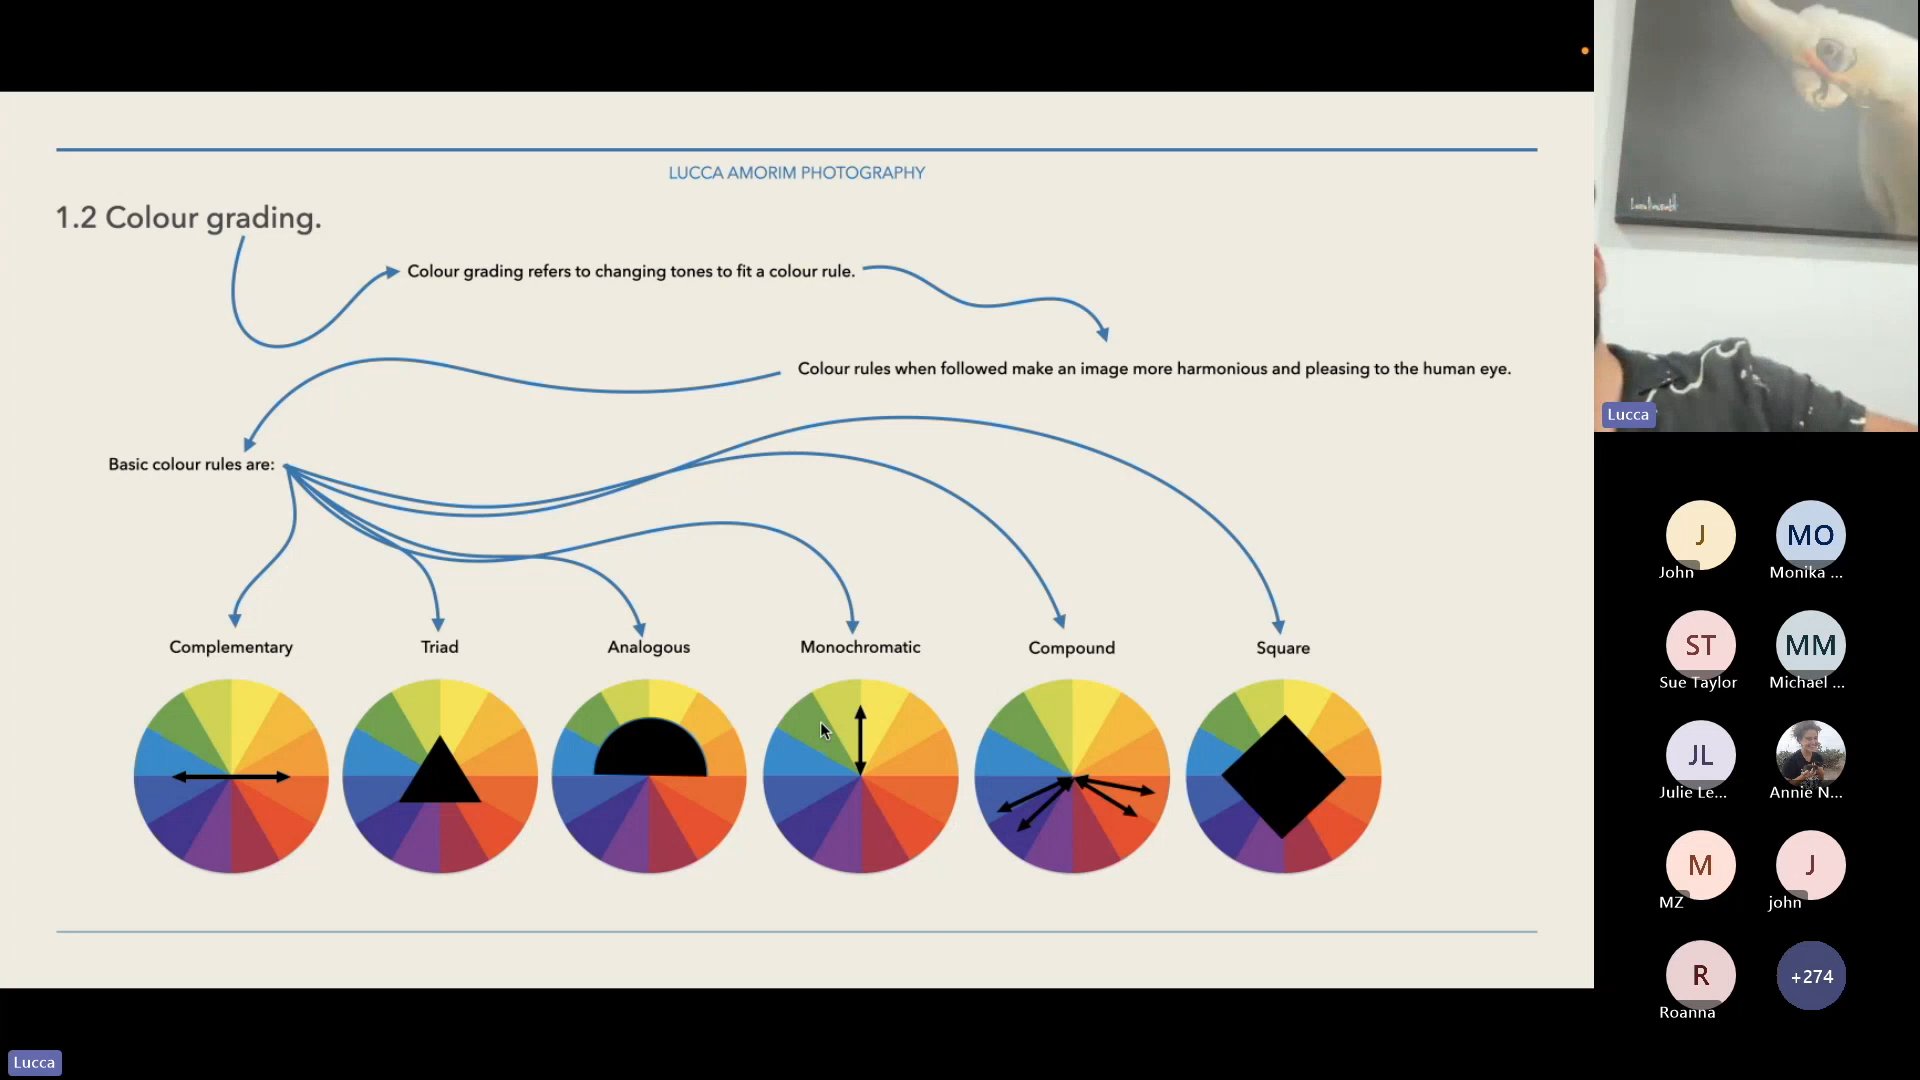 LUCCA AMORIM PHOTOGRAPHY
1.2 Colour grading.
Colour grading refers to changing tones to fit a colour rule.
Colour rules when followed make an image more harmonious and pleasing to the human eye.
Basic colour rules are:
Complementary
Triad
Analogous
Monochromatic
Compound
Square
Lucca
J
John
MO
Monika ...
ST
Sue Taylor
MM
Michael ...
JL
Julie Le...
Annie N...
M
MZ
J
john
R
Roanna
+274
Lucca